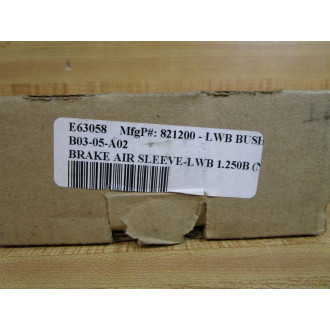 E63058 MfgP#: 821200 - LWB BUSH
B03-05-A02
BRAKE AIR SLEEVE-LWB 1.250B (N